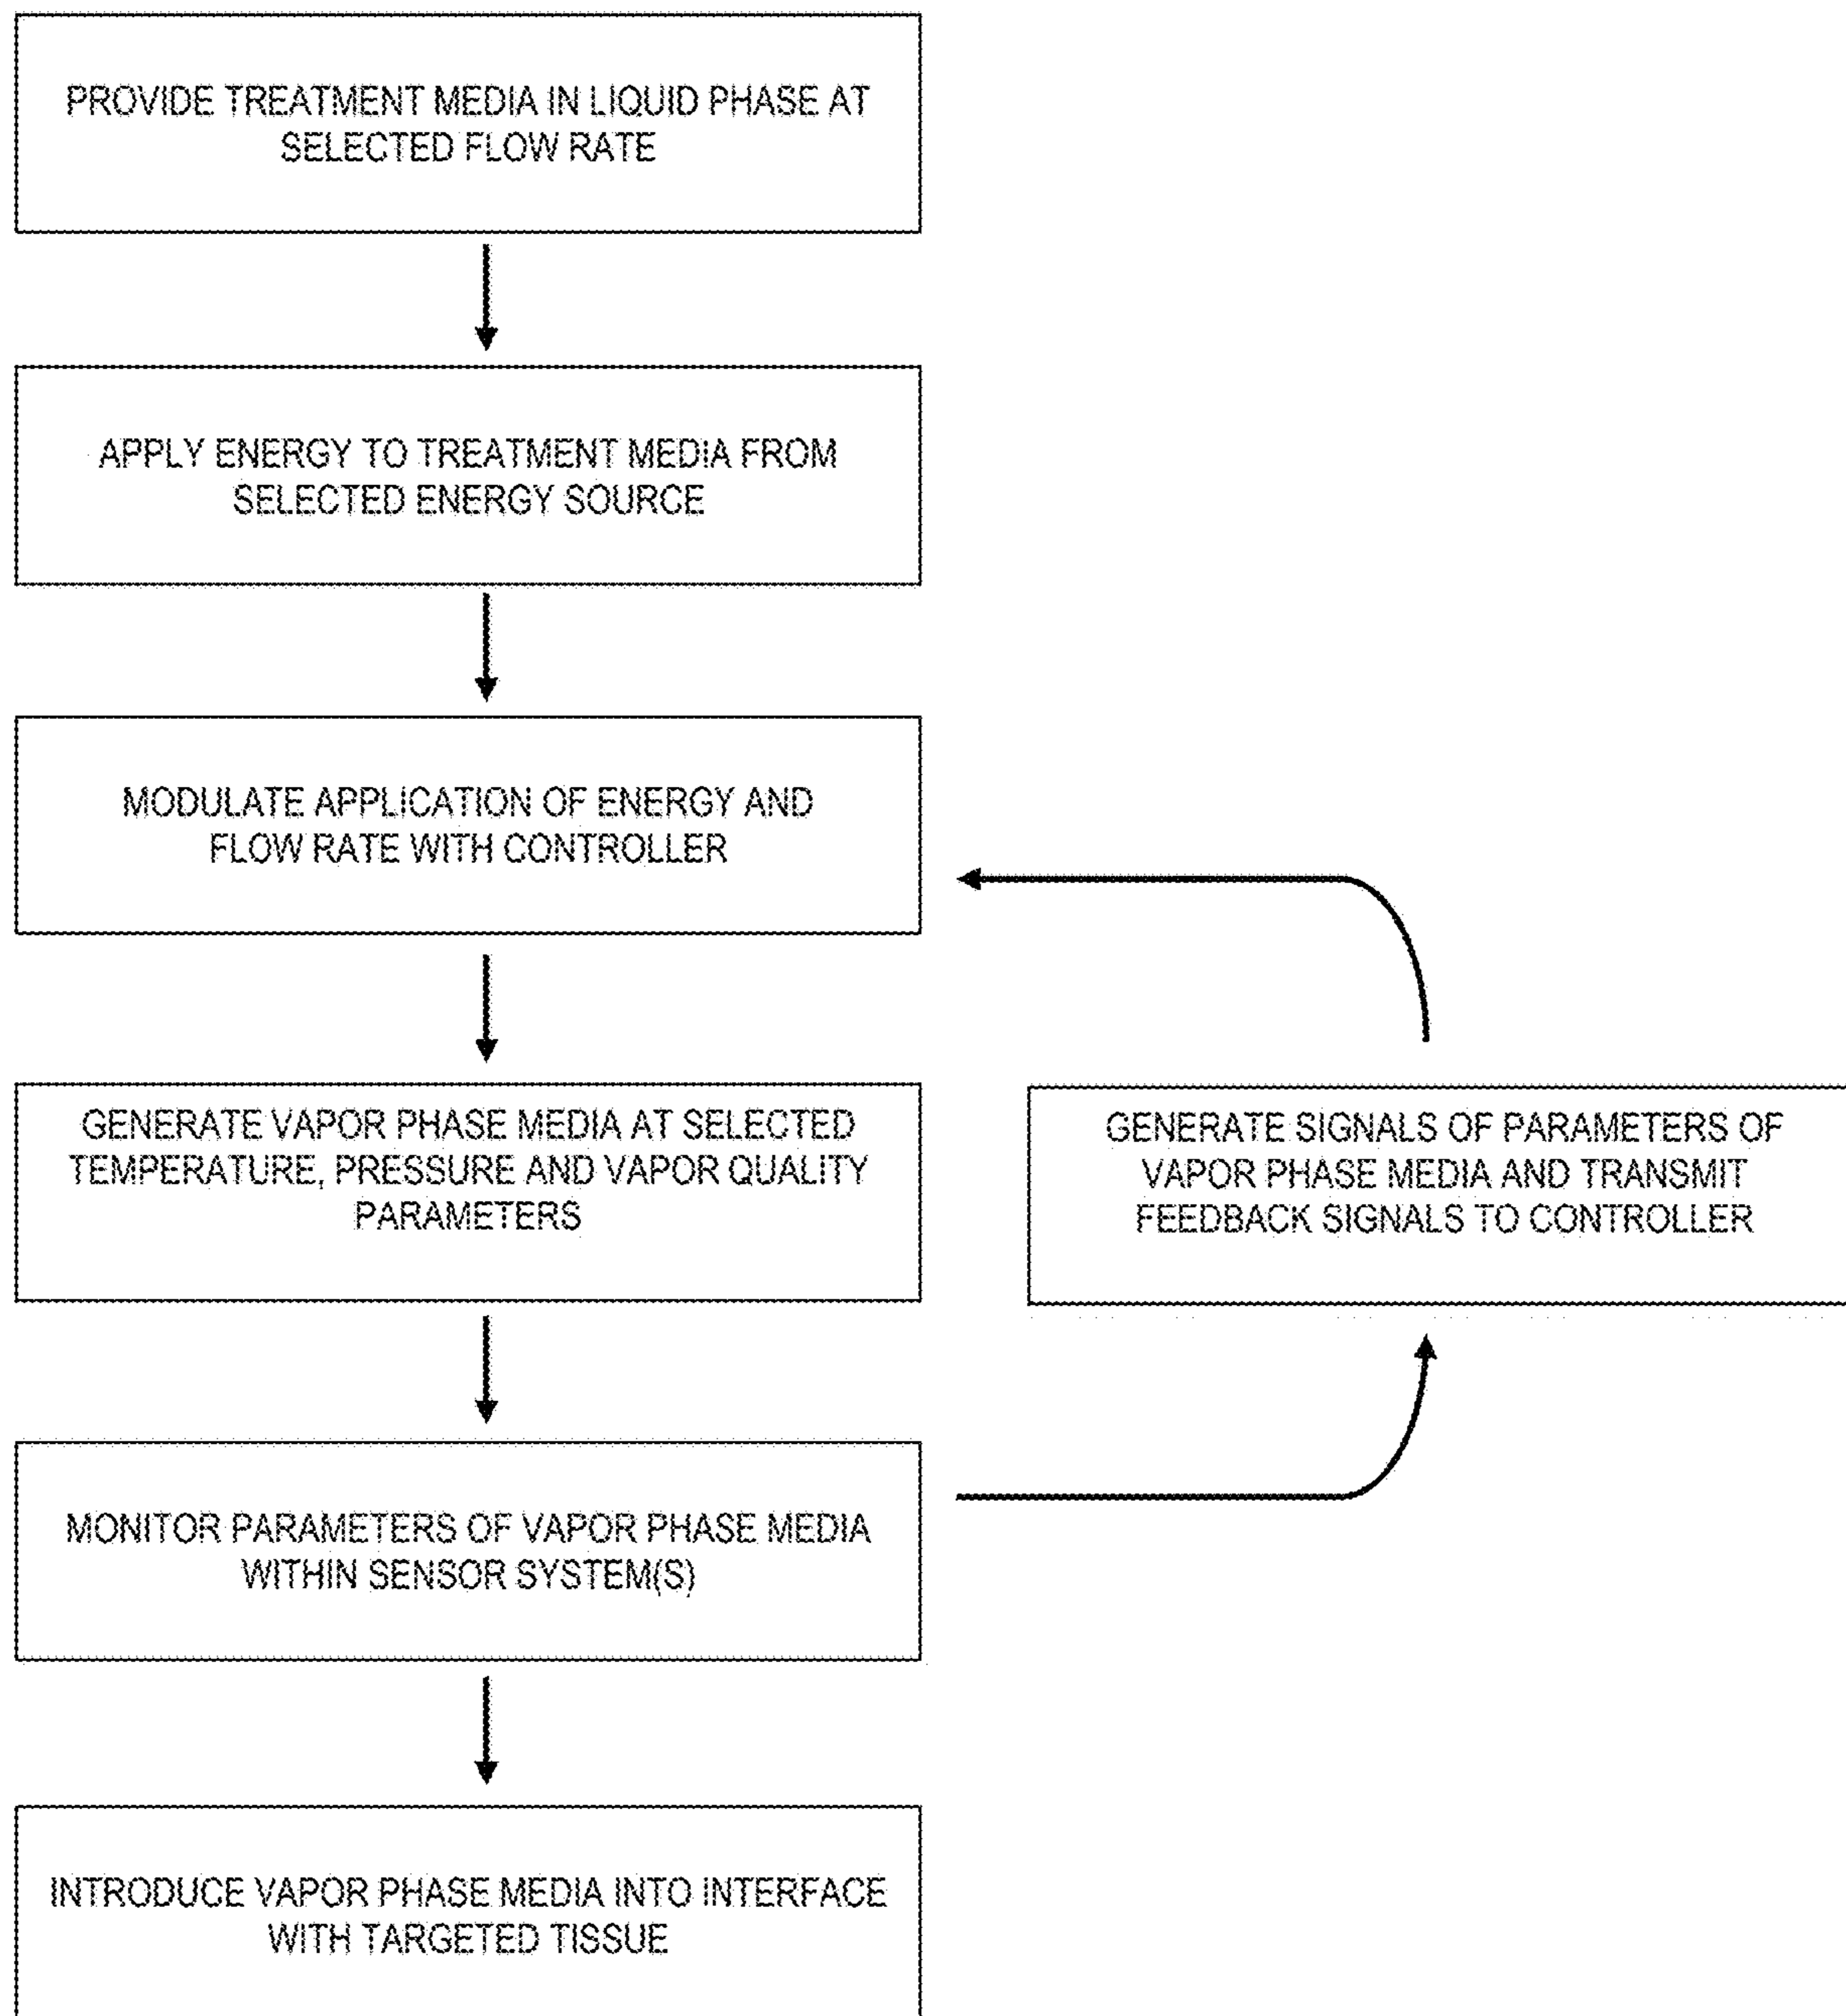 PROVIDE TREATMENT MEDIA IN LIQUID PHASE AT
SELECTED FLOW RATE
APPLY ENERGY TO TREATMENT MEDIA FROM
SELECTED ENERGY SOURCE
MODULATE APPLICATION OF ENERGY AND
FLOW RATE WITH CONTROLLER
GENERATE VAPOR PHASE MEDIA AT SELECTED
TEMPERATURE, PRESSURE AND VAPOR QUALITY
PARAMETERS
GENERATE SIGNALS OF PARAMETERS OF
VAPOR PHASE MEDIA AND TRANSMIT
FEEDBACK SIGNALS TO CONTROLLER
MONITOR PARAMETERS OF VAPOR PHASE MEDIA
WITHIN SENSOR SYSTEM(S)
INTRODUCE VAPOR PHASE MEDIA INTO INTERFACE
WITH TARGETED TISSUE